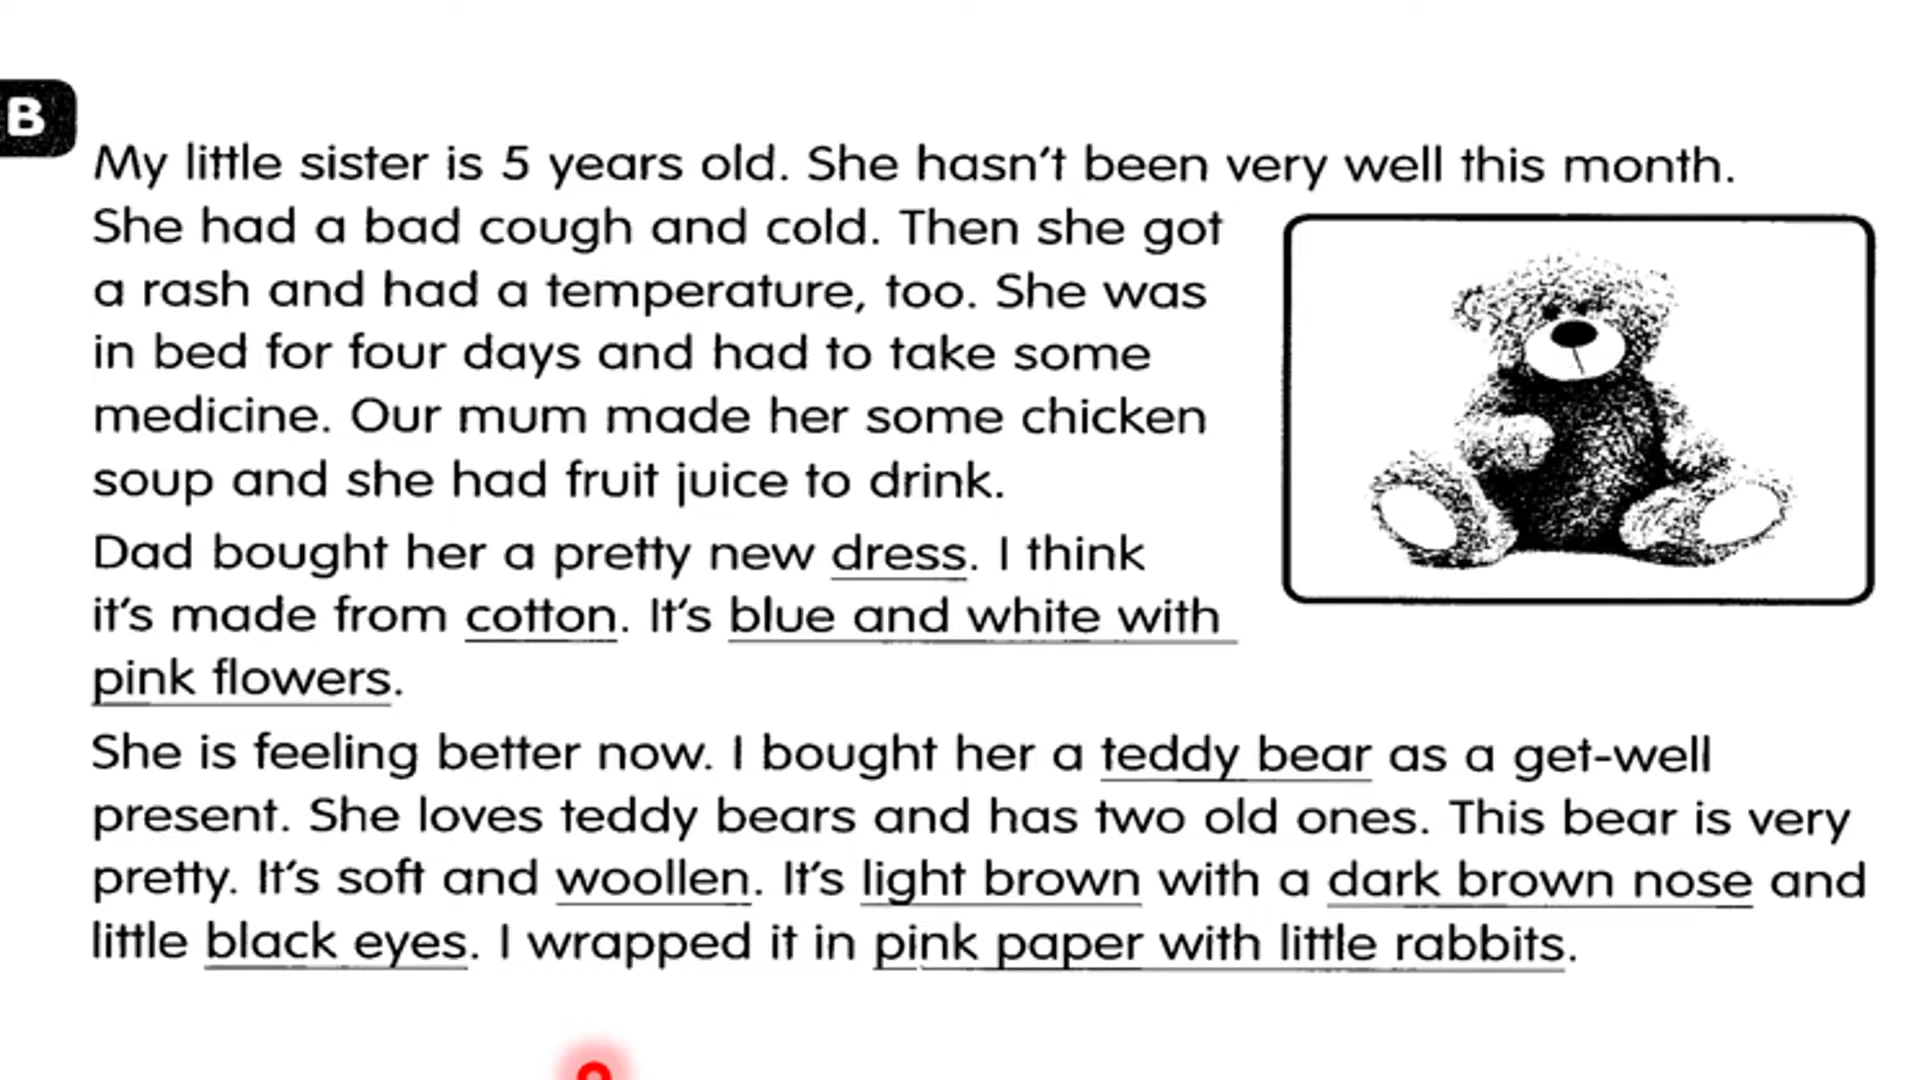 B
My little sister is 5 years old. She hasn't been very well this month.
She had a bad cough and cold. Then she got
a rash and had a temperature, too. She was
in bed for four days and had to take some
medicine. Our mum made her some chicken
soup and she had fruit juice to drink.
Dad bought her a pretty new dress. I think
it's made from cotton. It's blue and white with
pink flowers.
She is feeling better now. I bought her a teddy bear as a get-well
present. She loves teddy bears and has two old ones. This bear is very
pretty. It's soft and woollen. It's light brown with a dark brown nose and
little black eyes. I wrapped it in pink paper with little rabbits.